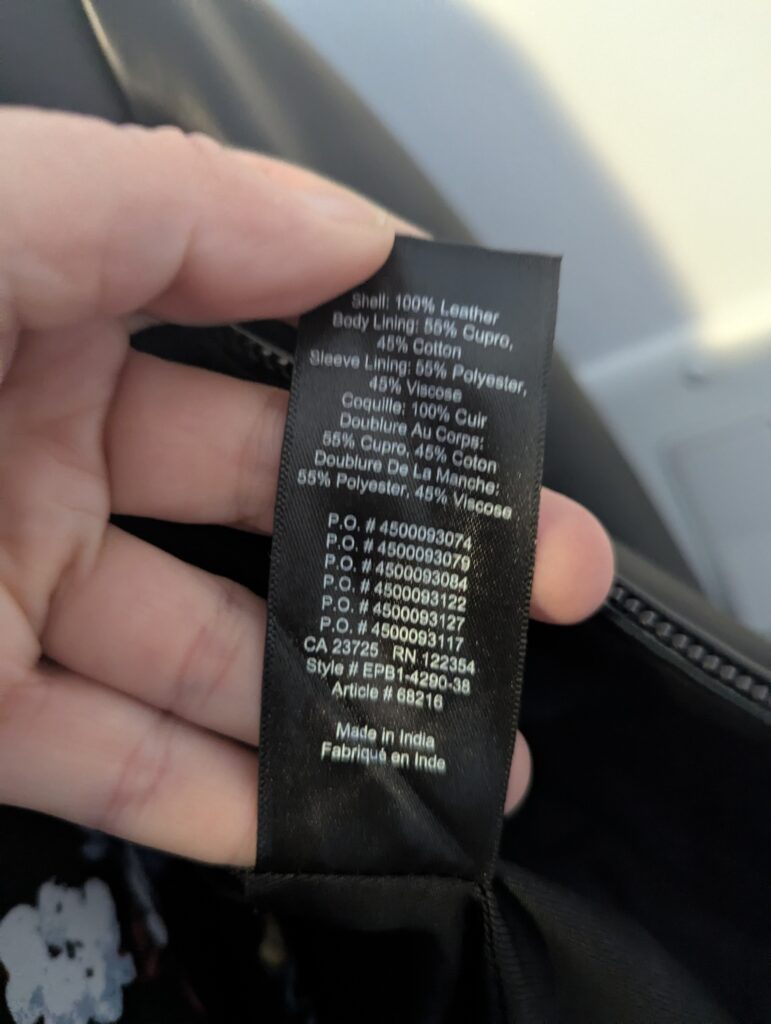 Shell: 100% Leather
Body Lining: 55% Cupro,
45% Cotton
Sleeve Lining: 55% Polyester,
45% Viscose
Coquille: 100% Cuir
Doublure Au Corps:
55% Cupro, 45% Coton
Doublure De La Manche:
55% Polyester, 45% Viscose
P.O. # 4500093074
P.O. # 4500093079
P.O. # 4500093084
P.O. # 4500093122
P.O. # 4500093127
P.O. # 4500093117
CA 23725 RN 122354
Style # EPB1-4290-38
Article # 68216
Made in India
Fabriqué en Inde